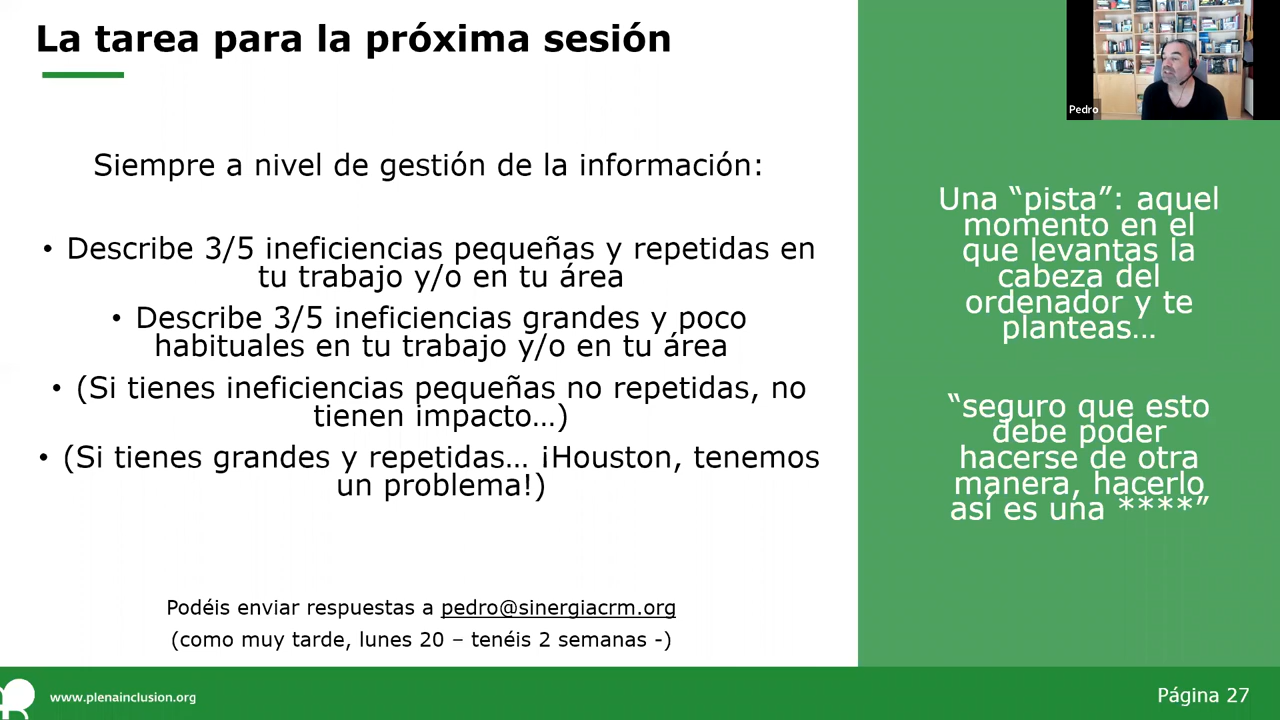 La tarea para la próxima sesión
Pedro
Siempre a nivel de gestión de la información:
• Describe 3/5 ineficiencias pequeñas y repetidas en
tu trabajo y/o en tu área
• Describe 3/5 ineficiencias grandes y poco
habituales en tu trabajo y/o en tu área
• (Si tienes ineficiencias pequeñas no repetidas, no
tienen impacto…)
• (Si tienes grandes y repetidas… ¡Houston, tenemos
un problema!)
Podéis enviar respuestas a pedro@sinergiacrm.org
(como muy tarde, lunes 20 – tenéis 2 semanas -)
Una “pista”: aquel
momento en el
que levantas la
cabeza del
ordenador y te
planteas…
“seguro que esto
debe poder
hacerse de otra
manera, hacerlo
así es una ****”
www.plenainclusion.org
Página 27